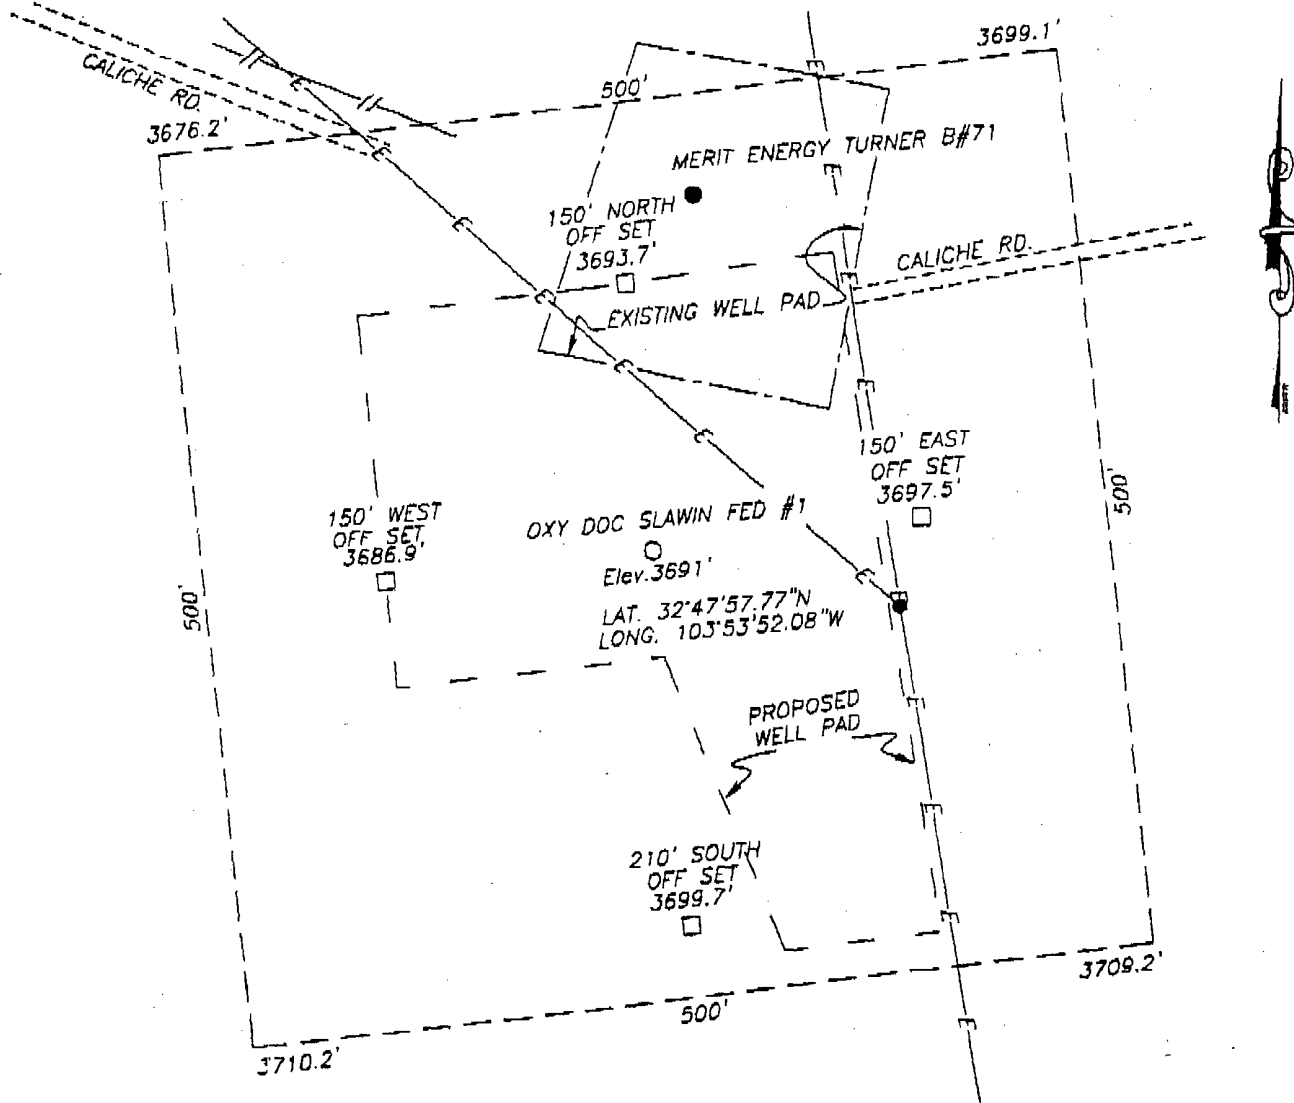 3699.1'
CALICHE RD.
500'
3676.2'
MERIT ENERGY TURNER B#71
150' NORTH
OFF SET
3693.7'
CALICHE RD.
EXISTING WELL PAD
150' EAST
OFF SET
3697.5'
500'
150' WEST
OFF SET
3686.9'
OXY DOC SLAWIN FED #1
Elev.3691'
LAT. 32°47'57.77"N
LONG. 103°53'52.08"W
500'
PROPOSED
WELL PAD
210' SOUTH
OFF SET
3699.7'
3709.2'
500'
3710.2'